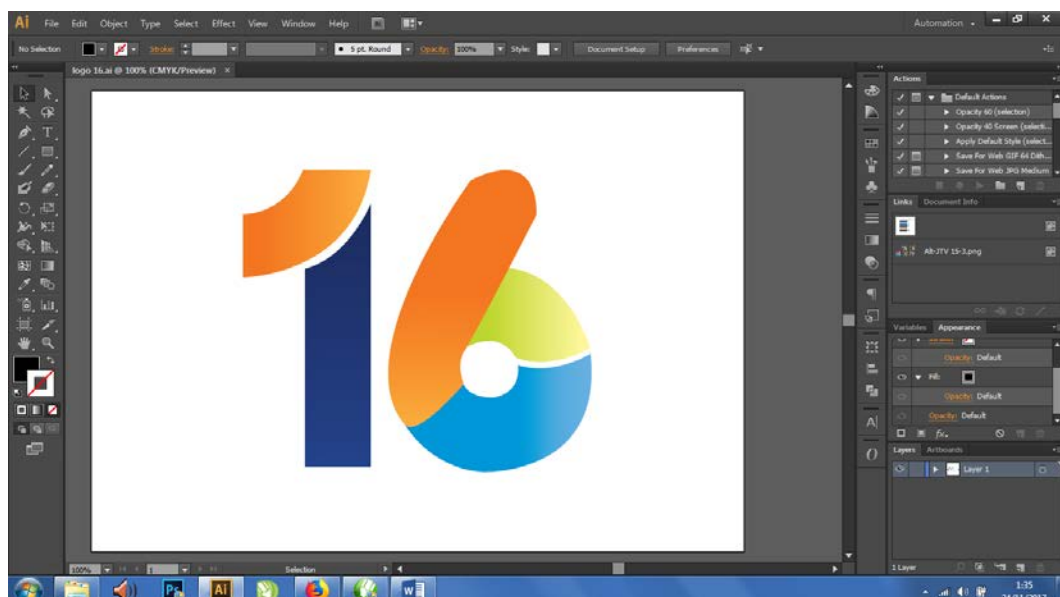 Ai File Edit Object Type Select Effect View Window Help Automation
No Selection Stroke: 5 pt. Round Opacity: 100% Style: Document Setup Preferences
logo 16.ai @ 100% (CMYK/Preview) ×
Actions
Default Actions
Opacity 60 (selection)
Opacity 40 Screen (selecti...
Apply Default Style (select...
Save For Web GIF 64 Dith...
Save For Web JPG Medium
Links Document Info
Alt-JTV 15-3.png
Variables Appearance
Opacity: Default
Fill:
Opacity: Default
Opacity: Default
fx.
Layers Artboards
Layer 1
1 Layer
16
100% 1 Selection
Ps Ai W
1:35